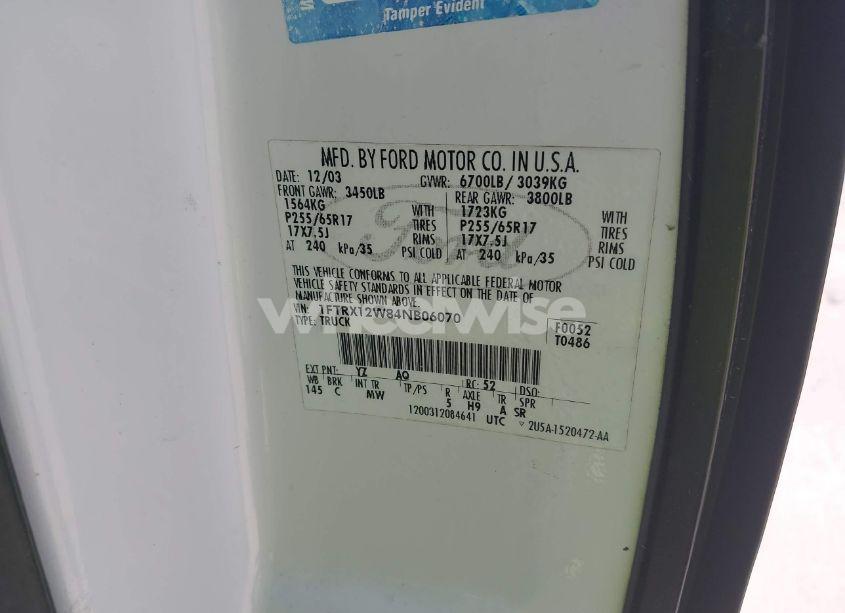 Tamper Evident
MFD. BY FORD MOTOR CO. IN U.S.A.
DATE: 12/03 GVWR: 6700LB/ 3039KG
FRONT GAWR: 3450LB REAR GAWR: 3800LB
1564KG WITH 1723KG WITH
P255/65R17 TIRES P255/65R17 TIRES
17X7.5J RIMS 17X7.5J RIMS
AT 240 kPa/35 PSI COLD AT 240 kPa/35 PSI COLD
THIS VEHICLE CONFORMS TO ALL APPLICABLE FEDERAL MOTOR
VEHICLE SAFETY STANDARDS IN EFFECT ON THE DATE OF
MANUFACTURE SHOWN ABOVE.
VIN: 1FTRX12W84NB06070 F0052
TYPE: TRUCK T0486
EXT PNT: YZ AQ RC: 52 DSO:
WB BRK INT TR TP/PS R AXLE TR SPR
145 C MW 5 H9 A SR
1200312084641 UTC 2U5A-1520472-AA
Ford
wheelwise